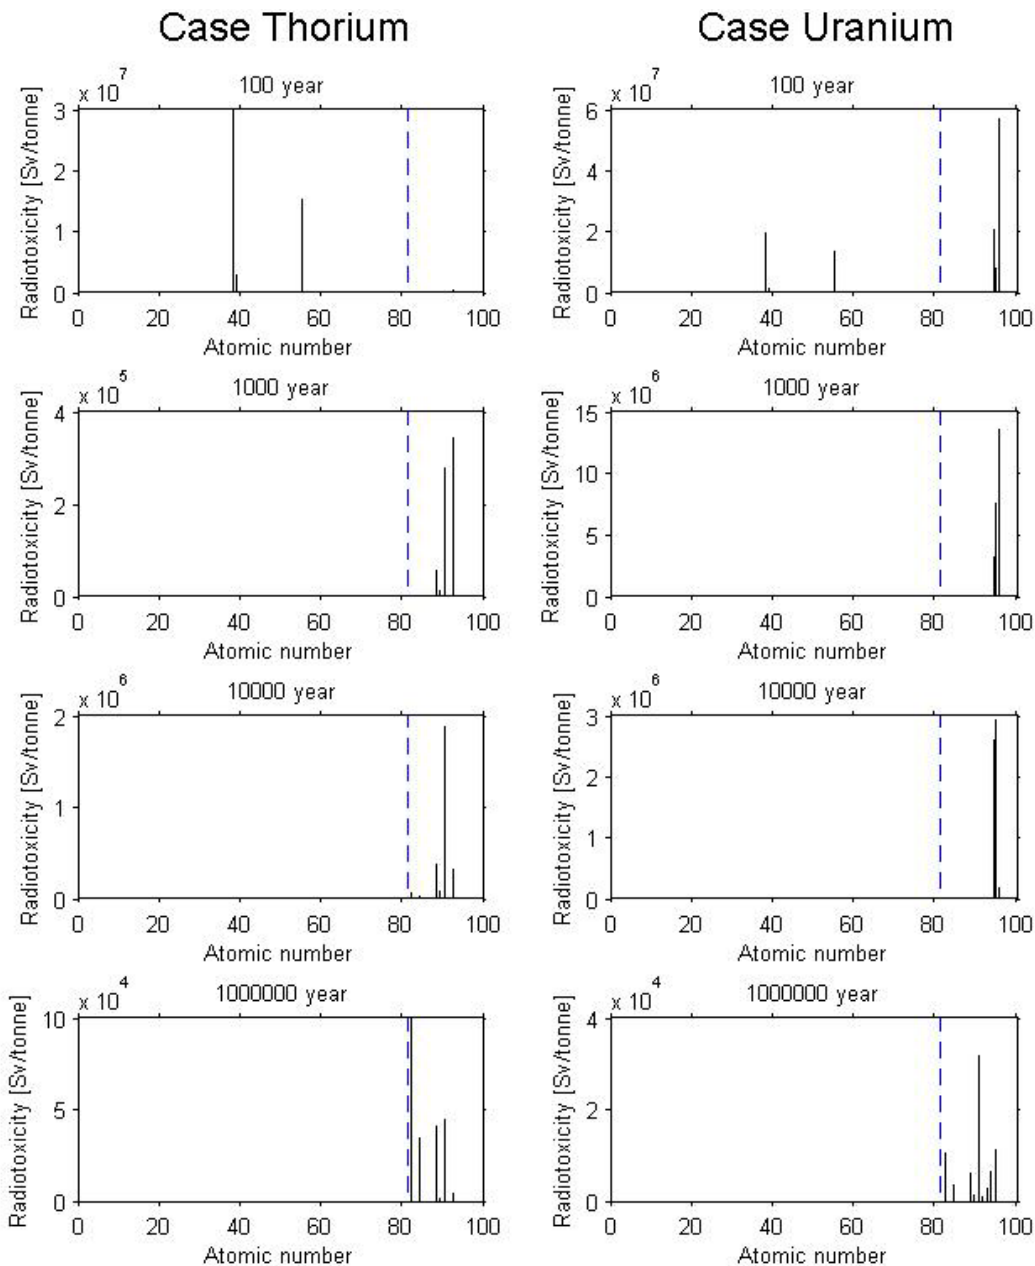 Case Thorium
Case Uranium
x 10^7
100 year
3
2
1
0
Radiotoxicity [Sv/tonne]
0 20 40 60 80 100
Atomic number
x 10^7
100 year
6
4
2
0
Radiotoxicity [Sv/tonne]
0 20 40 60 80 100
Atomic number
x 10^5
1000 year
4
2
0
Radiotoxicity [Sv/tonne]
0 20 40 60 80 100
Atomic number
x 10^6
1000 year
15
10
5
0
Radiotoxicity [Sv/tonne]
0 20 40 60 80 100
Atomic number
x 10^6
10000 year
2
1
0
Radiotoxicity [Sv/tonne]
0 20 40 60 80 100
Atomic number
x 10^6
10000 year
3
2
1
0
Radiotoxicity [Sv/tonne]
0 20 40 60 80 100
Atomic number
x 10^4
1000000 year
10
5
0
Radiotoxicity [Sv/tonne]
0 20 40 60 80 100
Atomic number
x 10^4
1000000 year
4
2
0
Radiotoxicity [Sv/tonne]
0 20 40 60 80 100
Atomic number